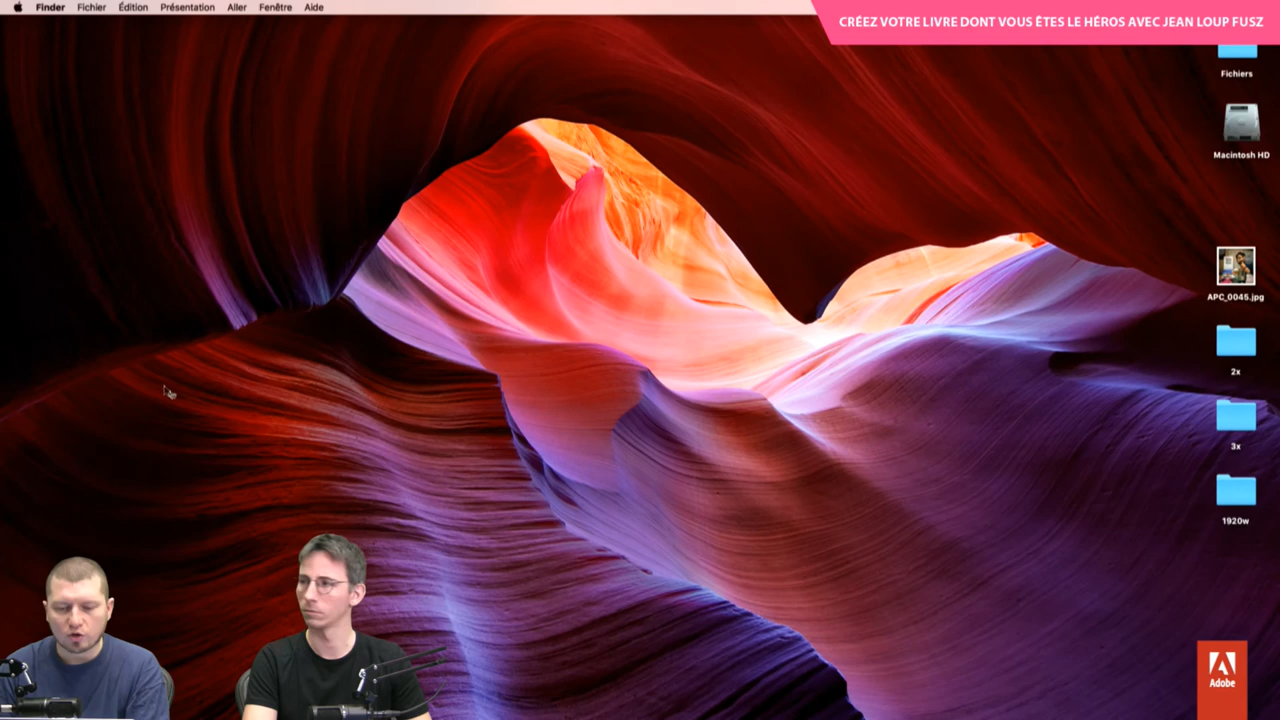 Finder Fichier Édition Présentation Aller Fenêtre Aide
CRÉEZ VOTRE LIVRE DONT VOUS ÊTES LE HÉROS AVEC JEAN LOUP FUSZ
Fichiers
Macintosh HD
APC_0045.jpg
2x
3x
1920w
Adobe